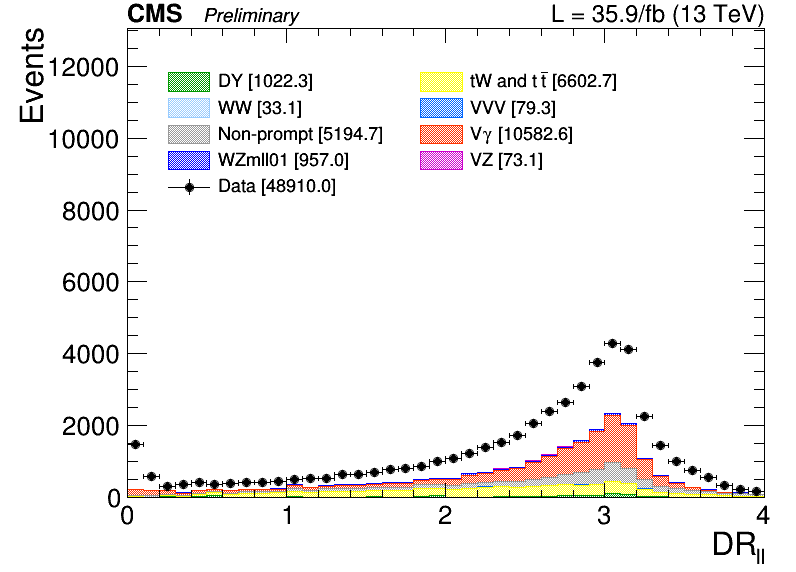 CMS Preliminary L = 35.9/fb (13 TeV)
Events
12000
10000
8000
6000
4000
2000
0
DY [1022.3]
tW and t t̅ [6602.7]
WW [33.1]
VVV [79.3]
Non-prompt [5194.7]
Vγ [10582.6]
WZmll01 [957.0]
VZ [73.1]
Data [48910.0]
0 1 2 3 4
DRll